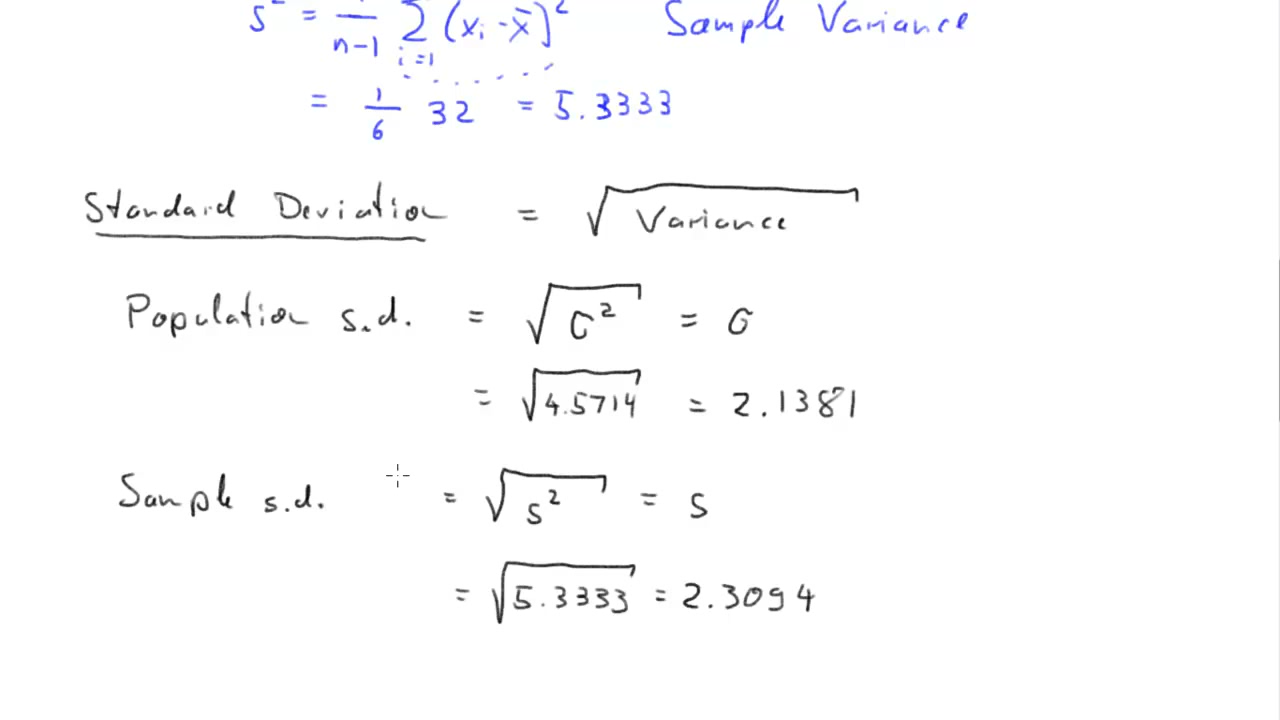 s² = 1/n-1 Σ i=1 (xi - x̄)² Sample Variance
= 1/6 32 = 5.3333
Standard Deviation = √Variance
Population s.d. = √σ² = σ
= √4.5714 = 2.1381
Sample s.d. = √s² = s
= √5.3333 = 2.3094